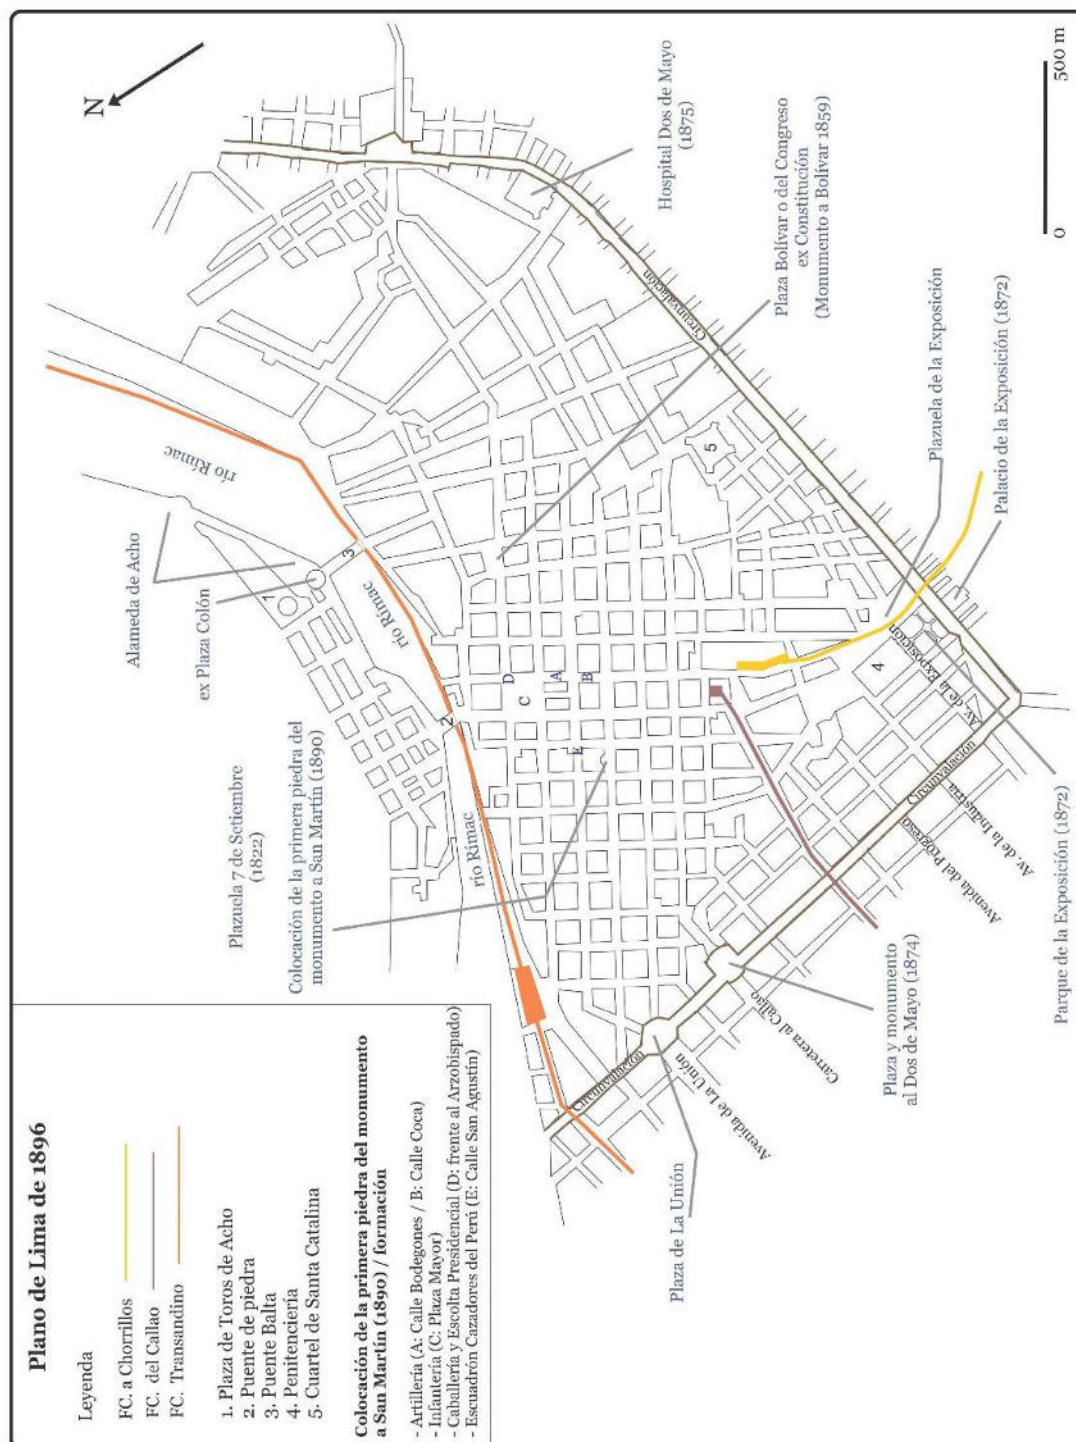 Plano de Lima de 1896
Leyenda
FC. a Chorrillos
FC. del Callao
FC. Transandino
1. Plaza de Toros de Acho
2. Puente de piedra
3. Puente Balta
4. Penitenciería
5. Cuartel de Santa Catalina
Colocación de la primera piedra del monumento
a San Martín (1890) / formación
- Artillería (A: Calle Bodegones / B: Calle Coca)
- Infantería (C: Plaza Mayor)
- Caballería y Escolta Presidencial (D: frente al Arzobispado)
- Escuadrón Cazadores del Perú (E: Calle San Agustín)
N
Alameda de Acho
ex Plaza Colón
Plazuela 7 de Setiembre
(1822)
Colocación de la primera piedra del
monumento a San Martín (1890)
río Rímac
río Rímac
río Rímac
1
2
3
4
5
A
B
C
D
E
Hospital Dos de Mayo
(1875)
Plaza Bolívar o del Congreso
ex Constitución
(Monumento a Bolívar 1859)
Plazuela de la Exposición
Palacio de la Exposición (1872)
Parque de la Exposición (1872)
Plaza y monumento
al Dos de Mayo (1874)
Plaza de La Unión
Circunvalación
Circunvalación
Circunvalación
Avenida de La Unión
Carretera al Callao
Avenida del Progreso
Av. de la Industria
Av. de la Exposición
0
500 m